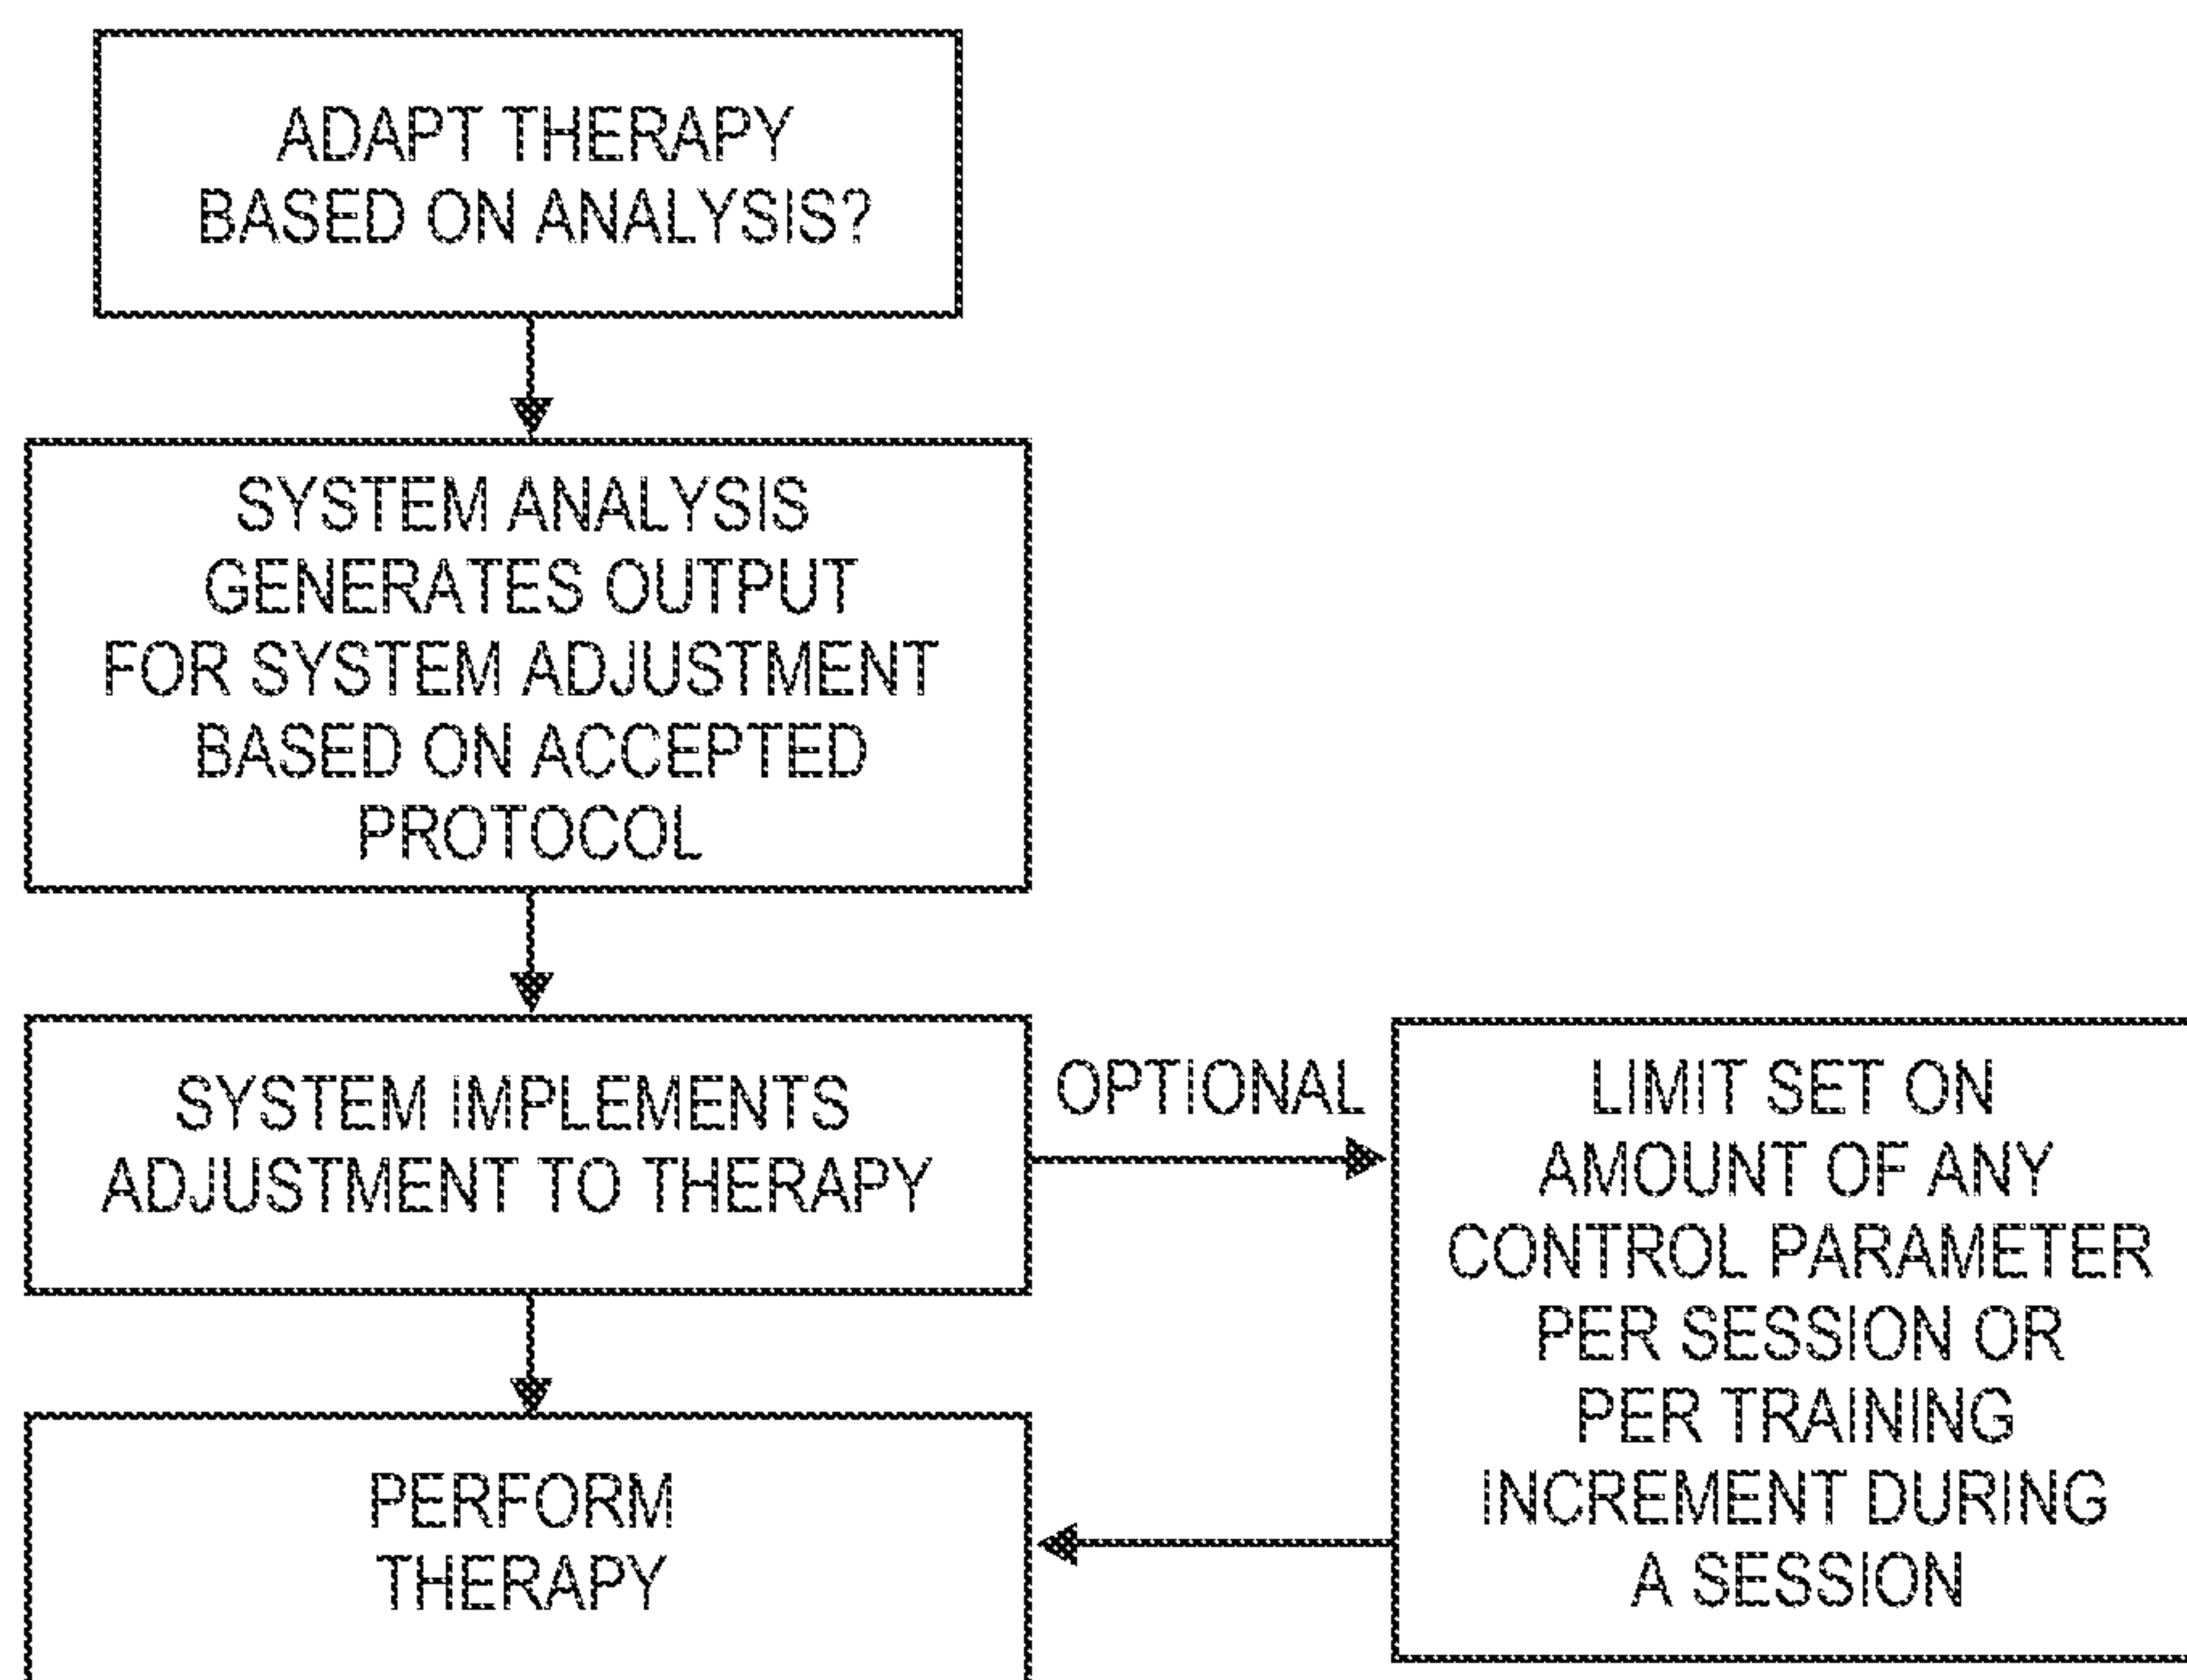 ADAPT THERAPY
BASED ON ANALYSIS?
SYSTEM ANALYSIS
GENERATES OUTPUT
FOR SYSTEM ADJUSTMENT
BASED ON ACCEPTED
PROTOCOL
SYSTEM IMPLEMENTS
ADJUSTMENT TO THERAPY
OPTIONAL
LIMIT SET ON
AMOUNT OF ANY
CONTROL PARAMETER
PER SESSION OR
PER TRAINING
INCREMENT DURING
A SESSION
PERFORM
THERAPY